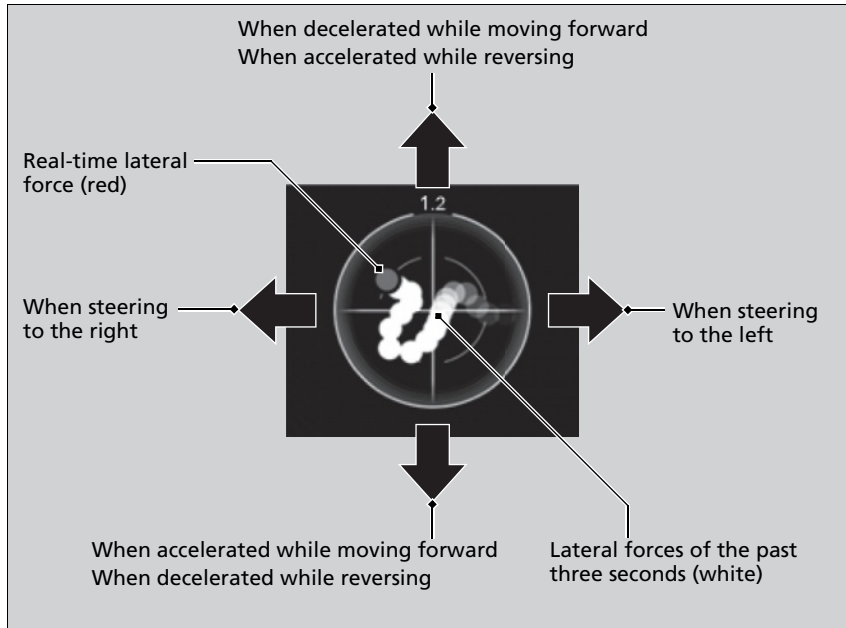 When decelerated while moving forward
When accelerated while reversing
Real-time lateral
force (red)
1.2
When steering
to the right
When steering
to the left
When accelerated while moving forward
When decelerated while reversing
Lateral forces of the past
three seconds (white)